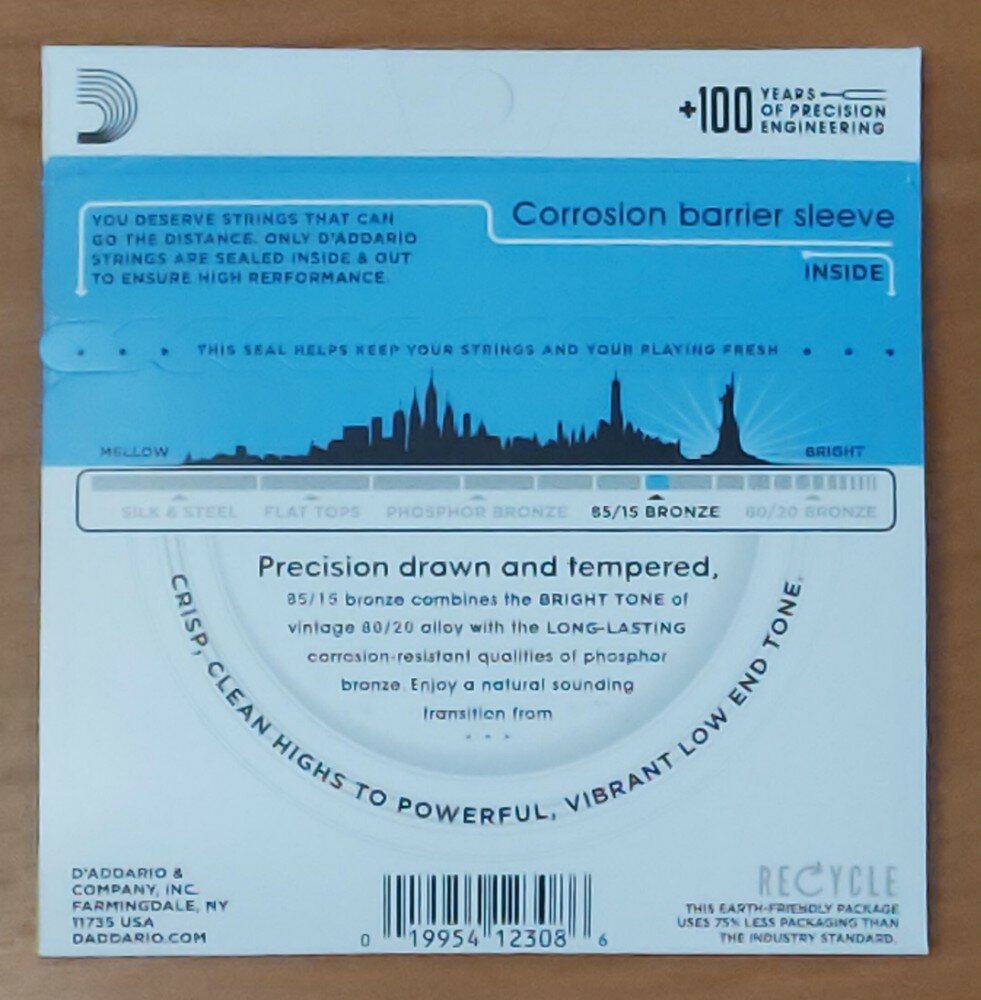 +100 YEARS
OF PRECISION
ENGINEERING
YOU DESERVE STRINGS THAT CAN
GO THE DISTANCE. ONLY D'ADDARIO
STRINGS ARE SEALED INSIDE & OUT
TO ENSURE HIGH PERFORMANCE.
Corrosion barrier sleeve
INSIDE
THIS SEAL HELPS KEEP YOUR STRINGS AND YOUR PLAYING FRESH
MELLOW
BRIGHT
SILK & STEEL FLAT TOPS PHOSPHOR BRONZE 85/15 BRONZE 80/20 BRONZE
Precision drawn and tempered,
85/15 bronze combines the BRIGHT TONE of
vintage 80/20 alloy with the LONG-LASTING
corrosion-resistant qualities of phosphor
bronze. Enjoy a natural sounding
transition from
...
CRISP, CLEAN HIGHS TO POWERFUL, VIBRANT LOW END TONE.
D'ADDARIO &
COMPANY, INC.
FARMINGDALE, NY
11735 USA
DADDARIO.COM
0 19954 12308 6
RECYCLE
THIS EARTH-FRIENDLY PACKAGE
USES 75% LESS PACKAGING THAN
THE INDUSTRY STANDARD.